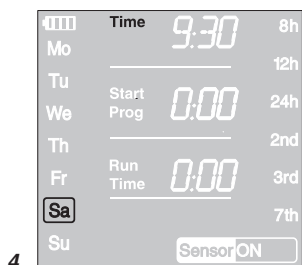 Time 9:30 8h
Mo
12h
Tu
Start Prog 0:00 24h
We
2nd
Th
Run Time 0:00 3rd
Fr
Sa 7th
Su
Sensor ON
4